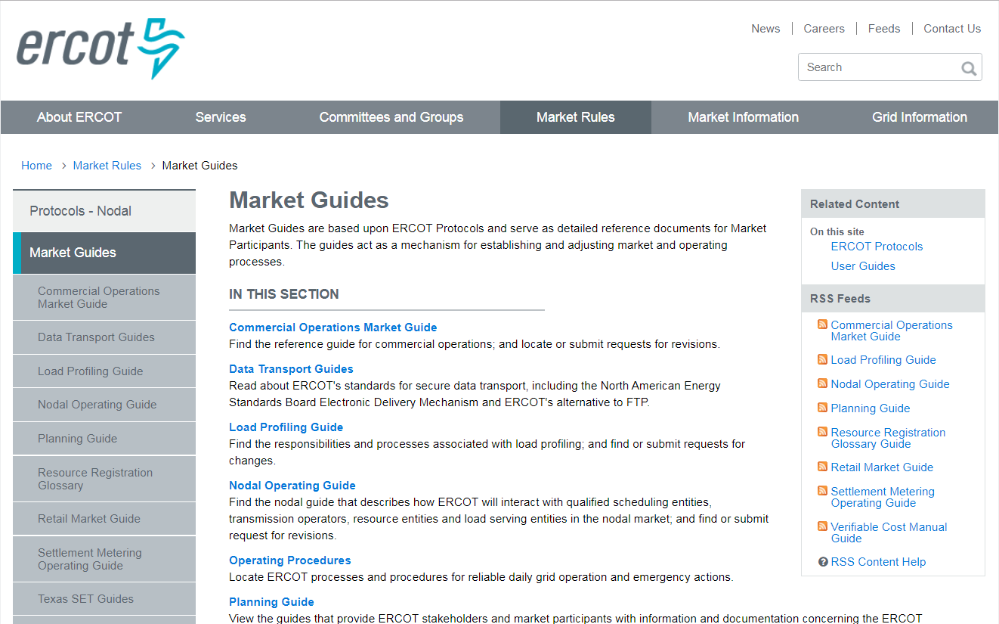 ercot
News
Careers
Feeds
Contact Us
Search
About ERCOT
Services
Committees and Groups
Market Rules
Market Information
Grid Information
Home > Market Rules > Market Guides
Protocols - Nodal
Market Guides
Commercial Operations
Market Guide
Data Transport Guides
Load Profiling Guide
Nodal Operating Guide
Planning Guide
Resource Registration
Glossary
Retail Market Guide
Settlement Metering
Operating Guide
Texas SET Guides
Market Guides
Market Guides are based upon ERCOT Protocols and serve as detailed reference documents for Market
Participants. The guides act as a mechanism for establishing and adjusting market and operating
processes.
IN THIS SECTION
Commercial Operations Market Guide
Find the reference guide for commercial operations; and locate or submit requests for revisions.
Data Transport Guides
Read about ERCOT's standards for secure data transport, including the North American Energy
Standards Board Electronic Delivery Mechanism and ERCOT's alternative to FTP.
Load Profiling Guide
Find the responsibilities and processes associated with load profiling; and find or submit requests for
changes.
Nodal Operating Guide
Find the nodal guide that describes how ERCOT will interact with qualified scheduling entities,
transmission operators, resource entities and load serving entities in the nodal market; and find or submit
request for revisions.
Operating Procedures
Locate ERCOT processes and procedures for reliable daily grid operation and emergency actions.
Planning Guide
View the guides that provide ERCOT stakeholders and market participants with information and documentation concerning the ERCOT
Related Content
On this site
ERCOT Protocols
User Guides
RSS Feeds
Commercial Operations
Market Guide
Load Profiling Guide
Nodal Operating Guide
Planning Guide
Resource Registration
Glossary Guide
Retail Market Guide
Settlement Metering
Operating Guide
Verifiable Cost Manual
Guide
RSS Content Help